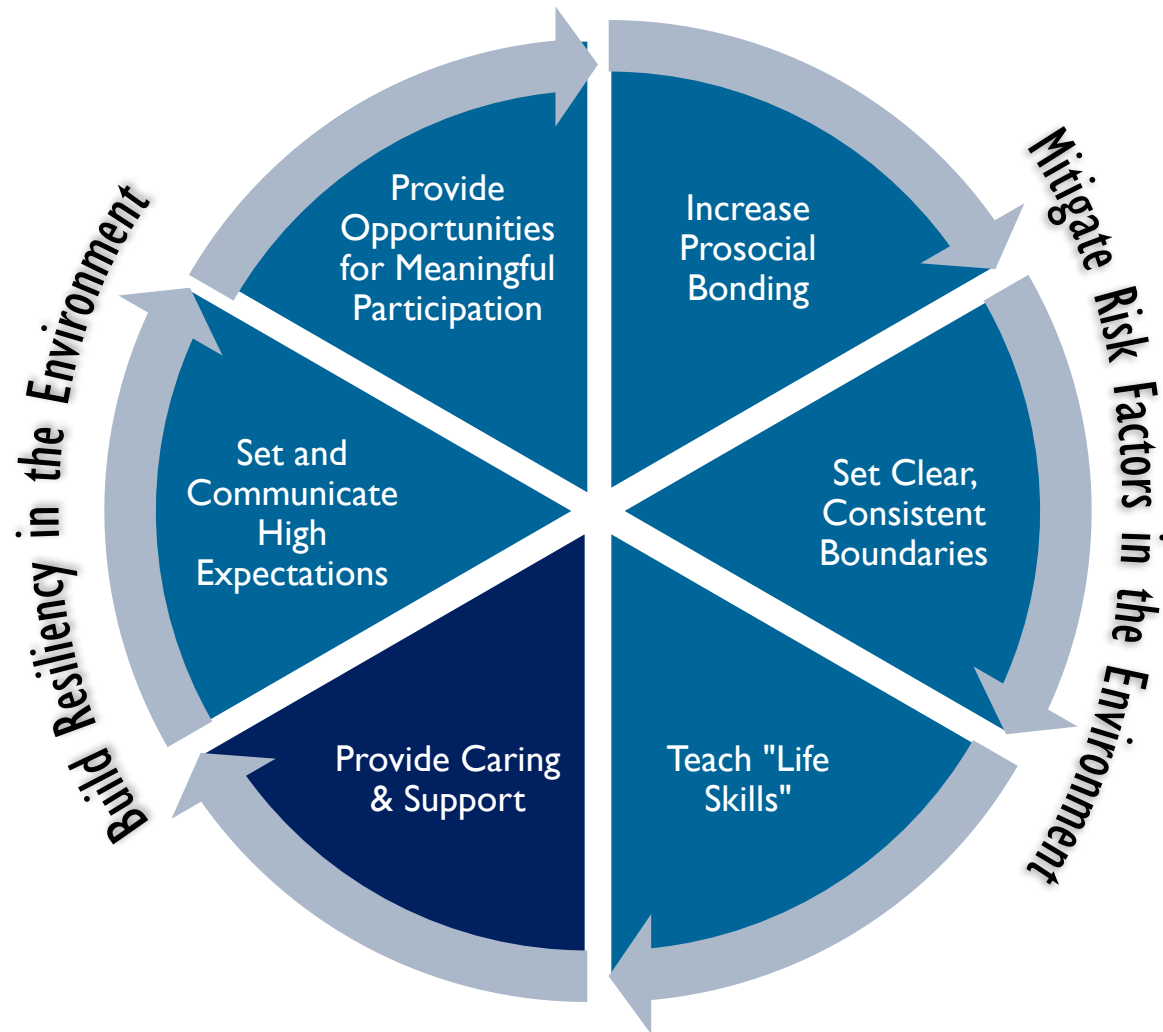 Increase
Prosocial
Bonding
Set Clear,
Consistent
Boundaries
Teach "Life
Skills"
Provide Caring
& Support
Set and
Communicate
High
Expectations
Provide
Opportunities
for Meaningful
Participation
Mitigate Risk Factors in the Environment
Build Resiliency in the Environment